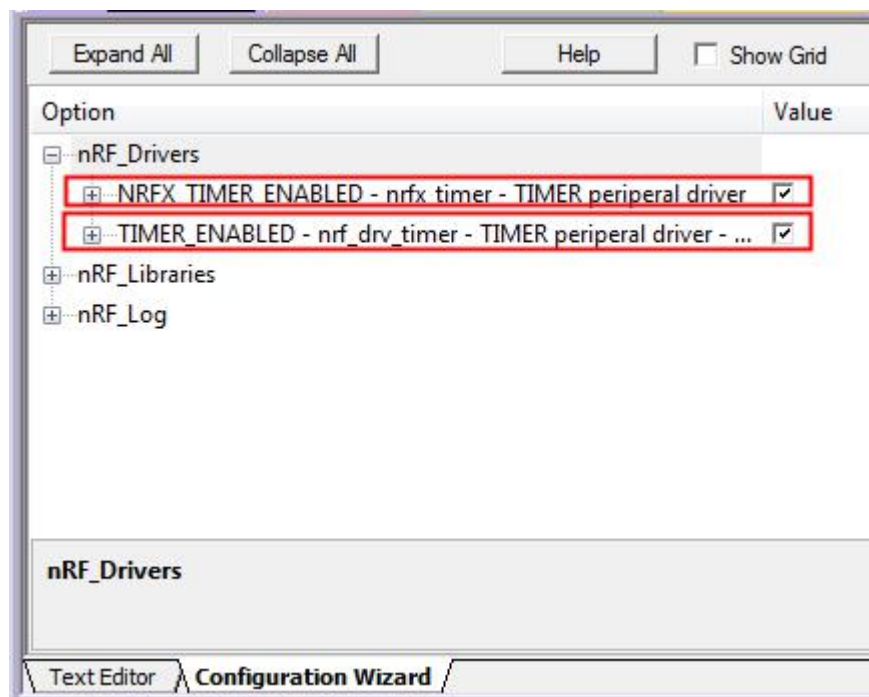 Expand All Collapse All Help Show Grid
Option Value
nRF_Drivers
NRFX_TIMER_ENABLED - nrfx_timer - TIMER periperal driver
TIMER_ENABLED - nrf_drv_timer - TIMER periperal driver - ...
nRF_Libraries
nRF_Log
nRF_Drivers
Text Editor Configuration Wizard